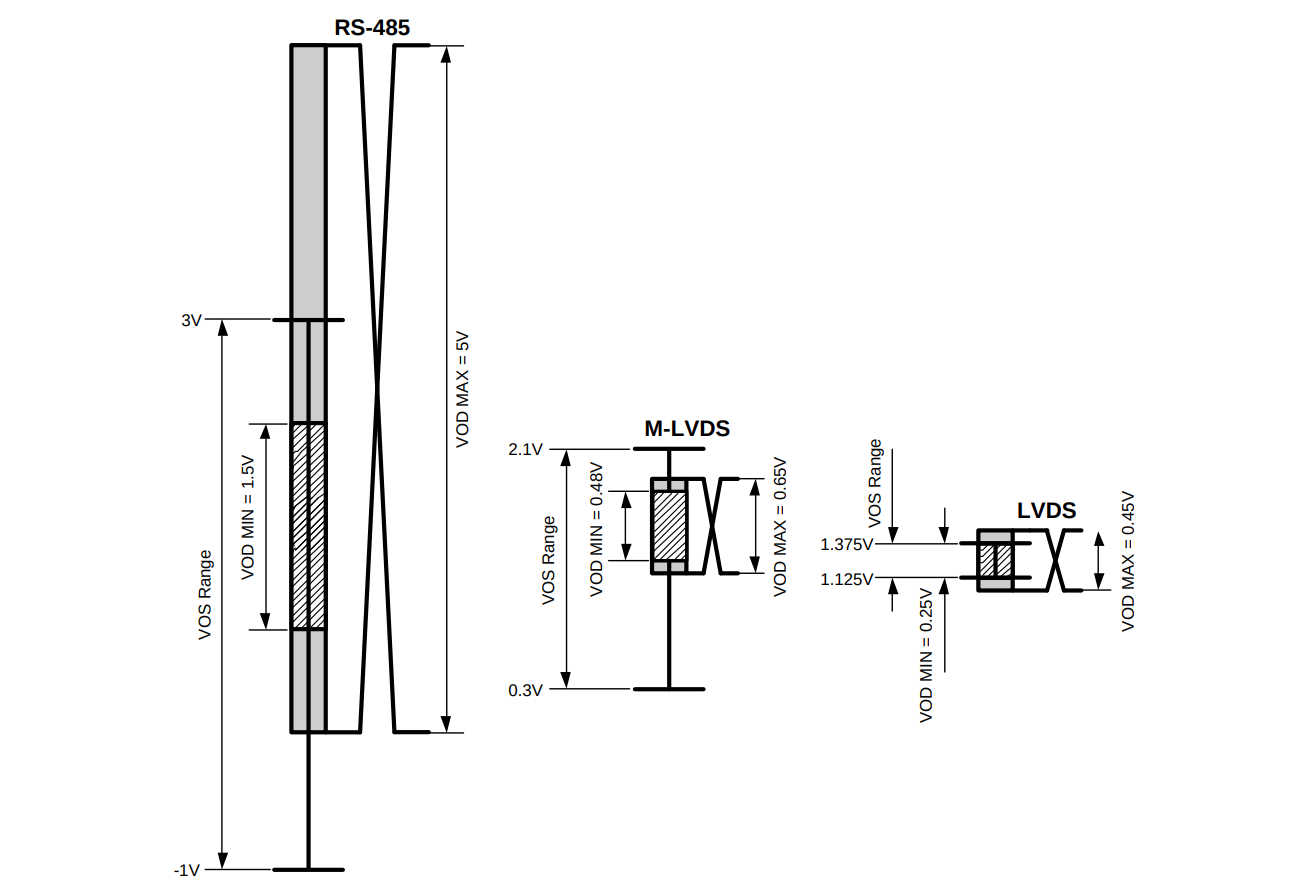 RS-485
3V
VOD MIN = 1.5V
VOS Range
VOD MAX = 5V
-1V
M-LVDS
2.1V
VOD MIN = 0.48V
VOS Range
VOD MAX = 0.65V
0.3V
LVDS
VOS Range
1.375V
1.125V
VOD MIN = 0.25V
VOD MAX = 0.45V